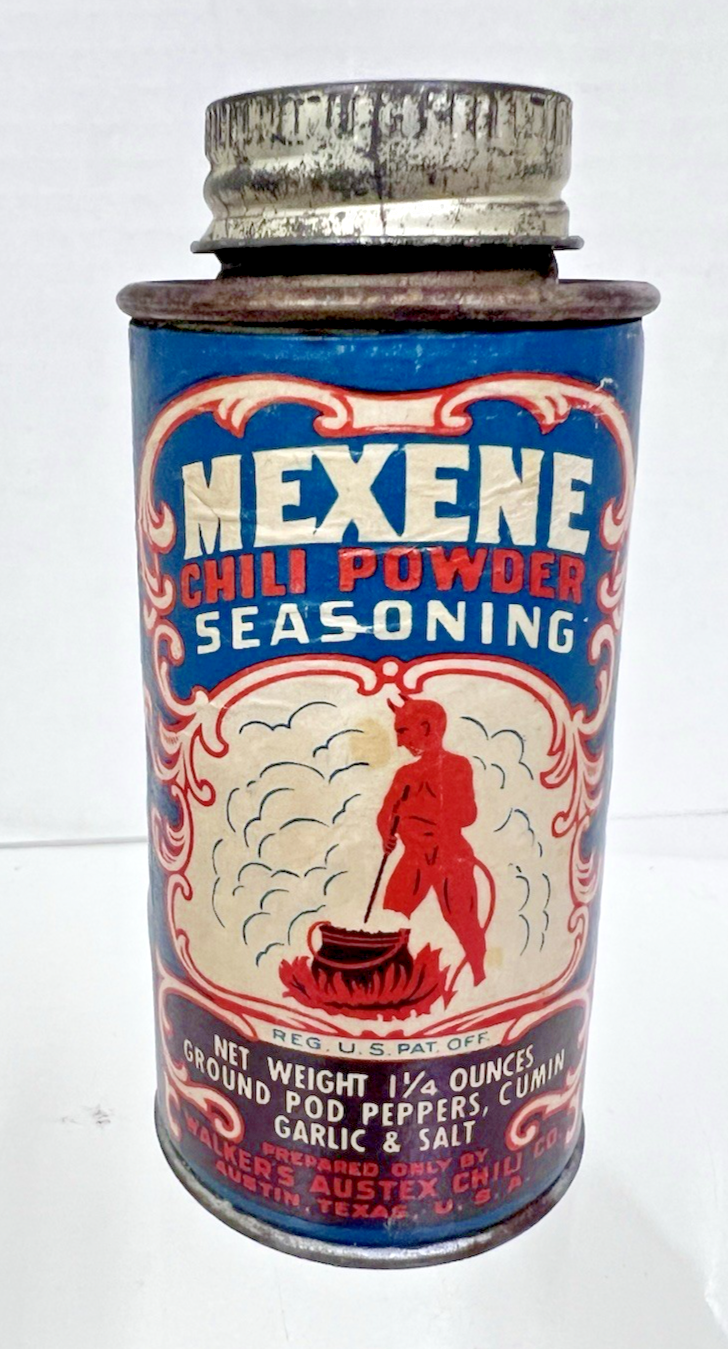 MEXENE
CHILI POWDER
SEASONING
REG. U.S. PAT. OFF.
NET WEIGHT 1¼ OUNCES
GROUND POD PEPPERS, CUMIN
GARLIC & SALT
PREPARED ONLY BY
WALKER'S AUSTEX CHILI CO.
AUSTIN, TEXAS, U. S. A.